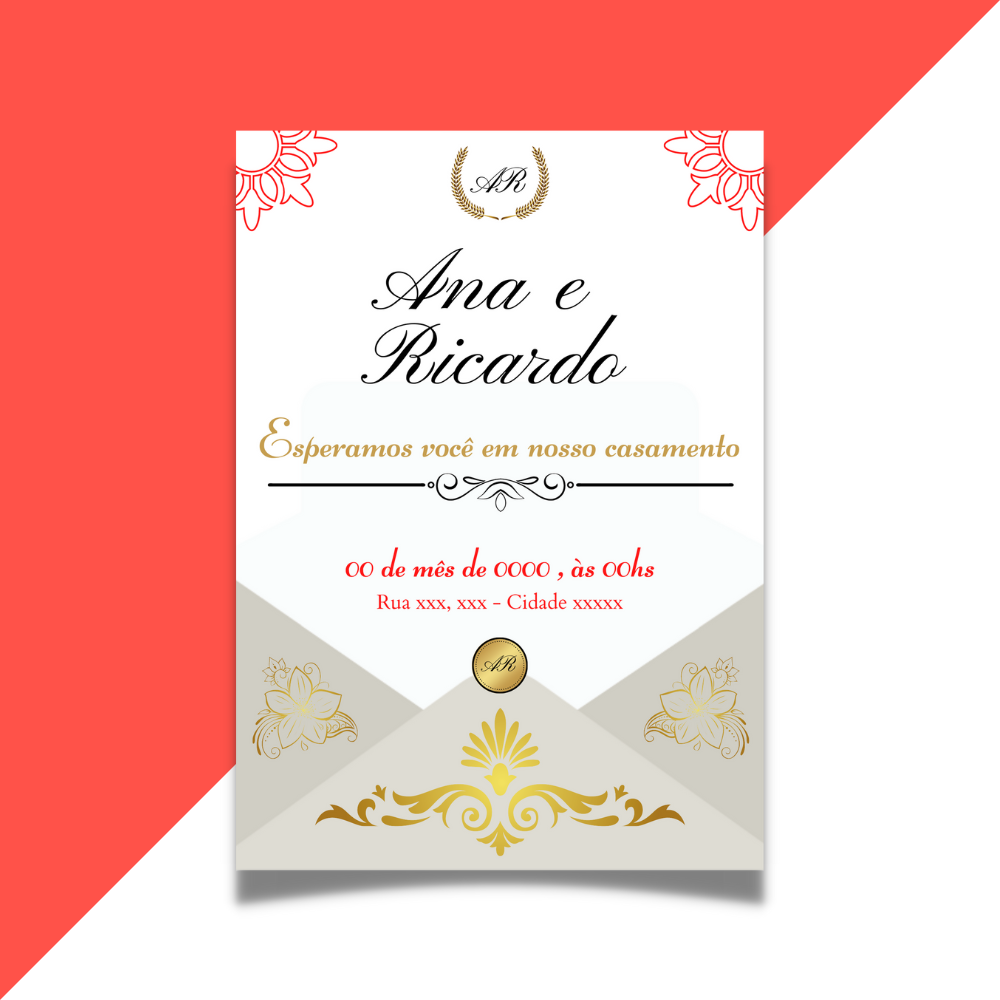 AR
Ana e
Ricardo
Esperamos você em nosso casamento
00 de mês de 0000 , às 00hs
Rua xxx, xxx - Cidade xxxxx
AR